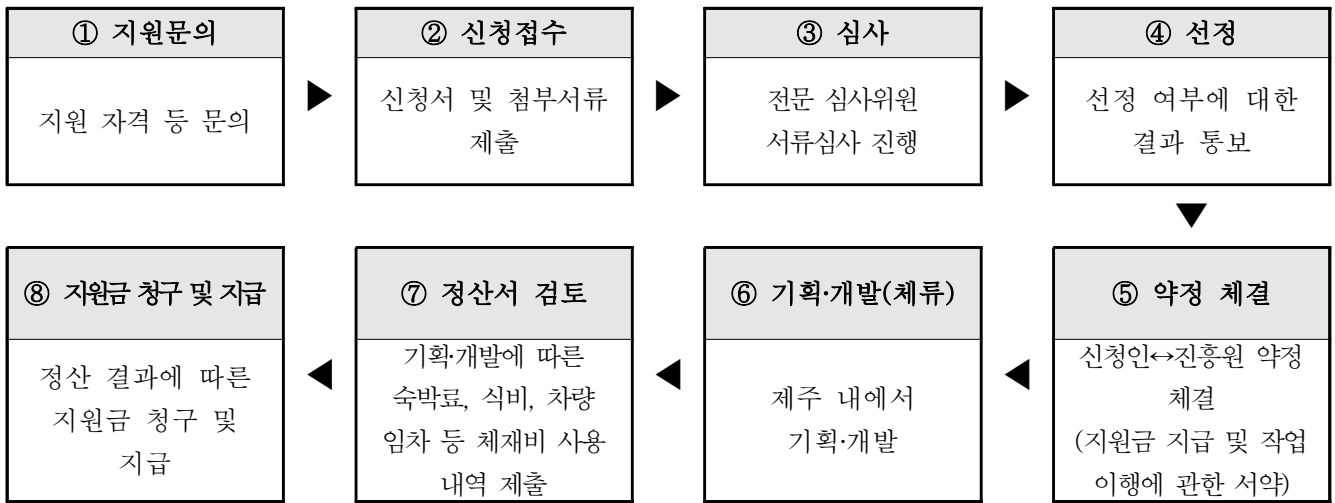 ① 지원문의
지원 자격 등 문의
▶
② 신청접수
신청서 및 첨부서류
제출
▶
③ 심사
전문 심사위원
서류심사 진행
▶
④ 선정
선정 여부에 대한
결과 통보
▼
⑤ 약정 체결
신청인↔진흥원 약정
체결
(지원금 지급 및 작업
이행에 관한 서약)
◀
⑥ 기획·개발(체류)
제주 내에서
기획·개발
◀
⑦ 정산서 검토
기획·개발에 따른
숙박료, 식비, 차량
임차 등 체재비 사용
내역 제출
◀
⑧ 지원금 청구 및 지급
정산 결과에 따른
지원금 청구 및
지급